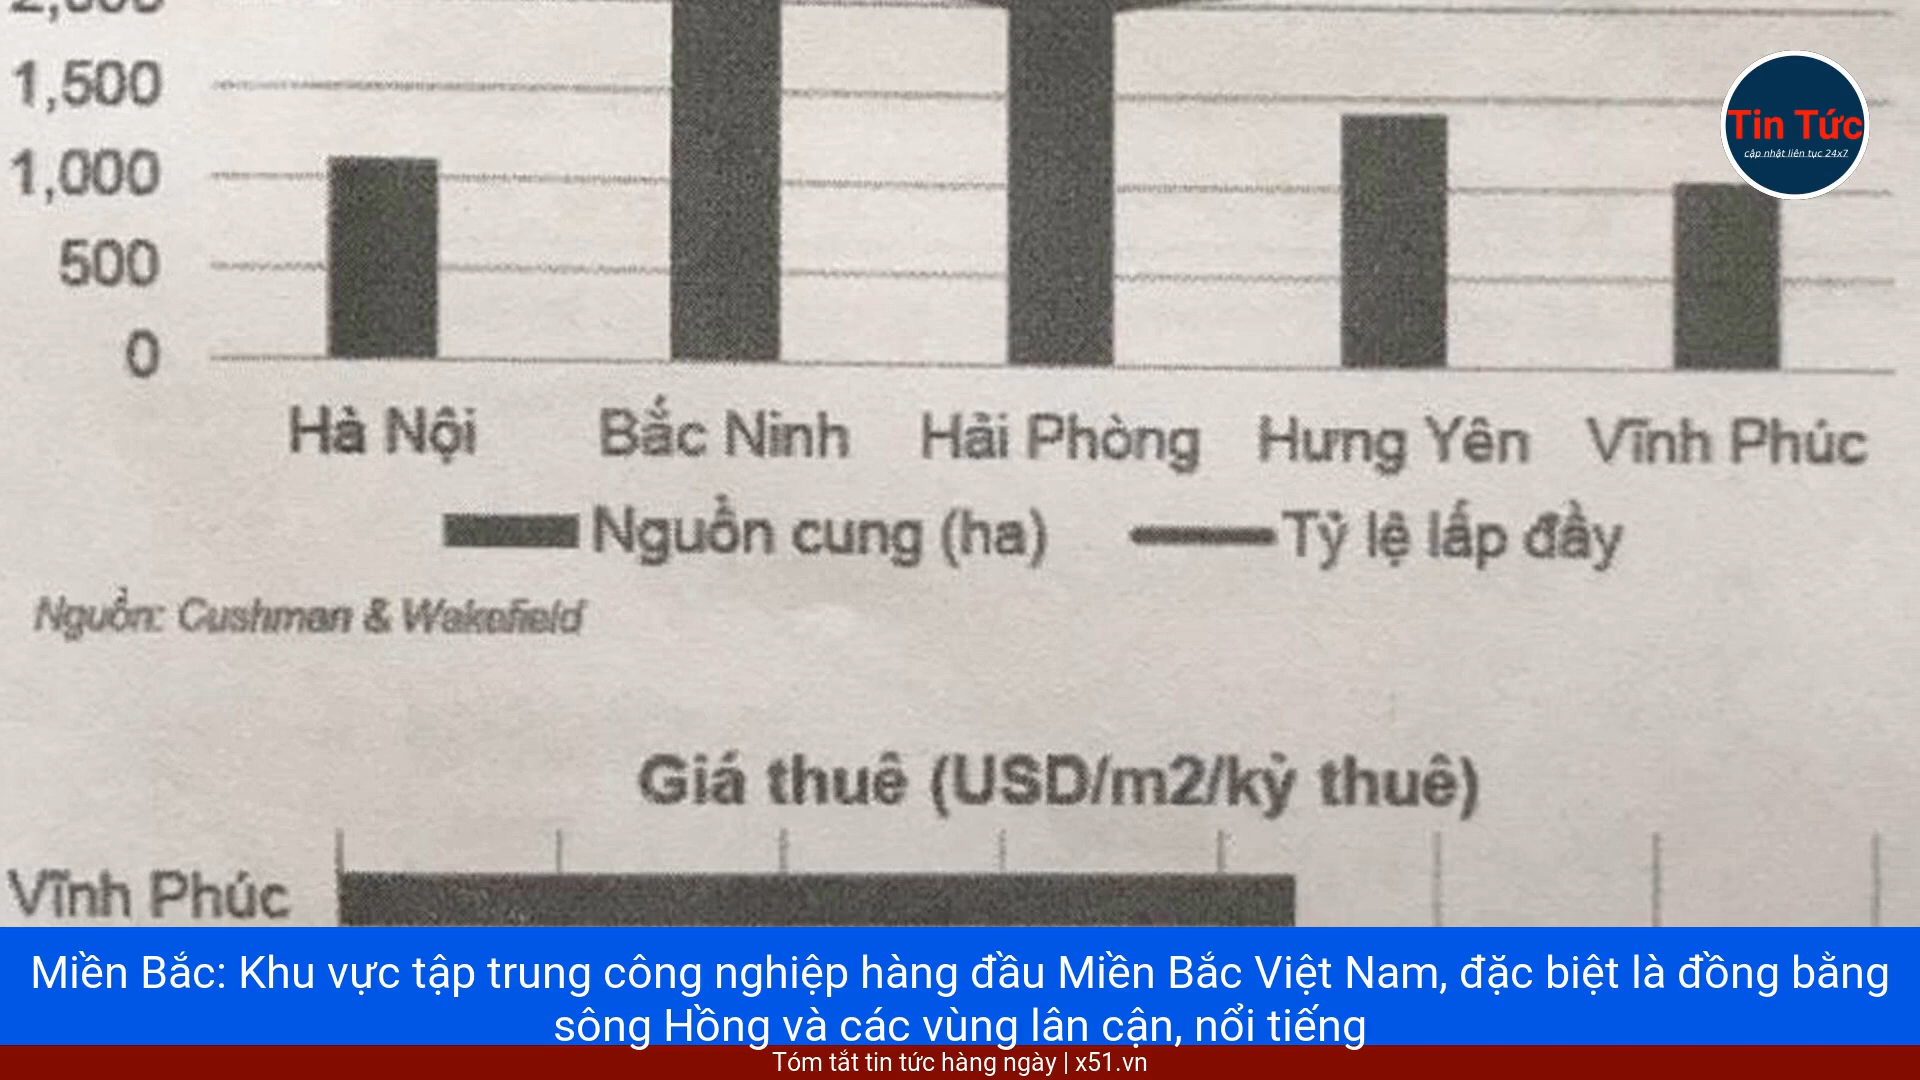 1,500
1,000
500
0
Hà Nội
Bắc Ninh
Hải Phòng
Hưng Yên
Vĩnh Phúc
Nguồn cung (ha)
Tỷ lệ lấp đầy
Nguồn: Cushman & Wakefield
Giá thuê (USD/m2/kỳ thuê)
Vĩnh Phúc
Tin Tức
cập nhật liên tục 24x7
Miền Bắc: Khu vực tập trung công nghiệp hàng đầu Miền Bắc Việt Nam, đặc biệt là đồng bằng
sông Hồng và các vùng lân cận, nổi tiếng
Tóm tắt tin tức hàng ngày | x51.vn